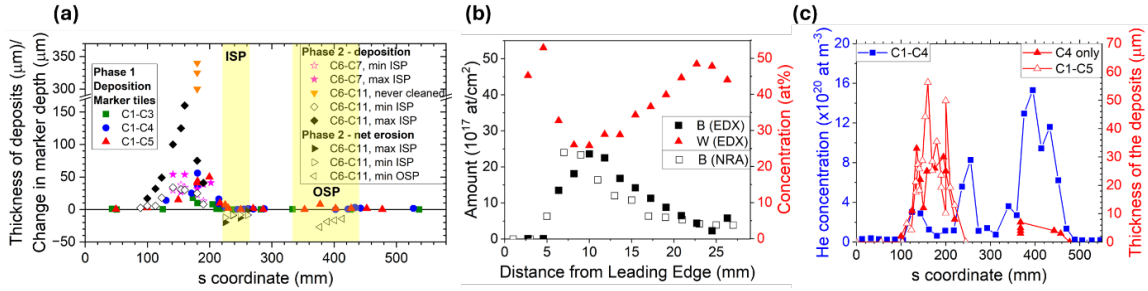 (a)
Thickness of deposits (μm)/
Change in marker depth (μm)
350
300
250
200
150
100
50
0
-50
ISP
OSP
Phase 1
Deposition
Marker tiles
C1-C3
C1-C4
C1-C5
Phase 2 - deposition
C6-C7, min ISP
C6-C7, max ISP
C6-C11, never cleaned
C6-C11, min ISP
C6-C11, max ISP
Phase 2 - net erosion
C6-C11, max ISP
C6-C11, min ISP
C6-C11, min OSP
0 100 200 300 400 500
s coordinate (mm)
(b)
Amount (10¹⁷ at/cm²)
50
40
30
20
10
0
B (EDX)
W (EDX)
B (NRA)
60
50
40
30
20
10
0
Concentration (at%)
0 5 10 15 20 25
Distance from Leading Edge (mm)
(c)
He concentration (x10²⁰ at m⁻³)
20
16
12
8
4
0
C1-C4
C4 only
C1-C5
70
60
50
40
30
20
10
0
Thickness of the deposits (μm)
0 100 200 300 400 500
s coordinate (mm)